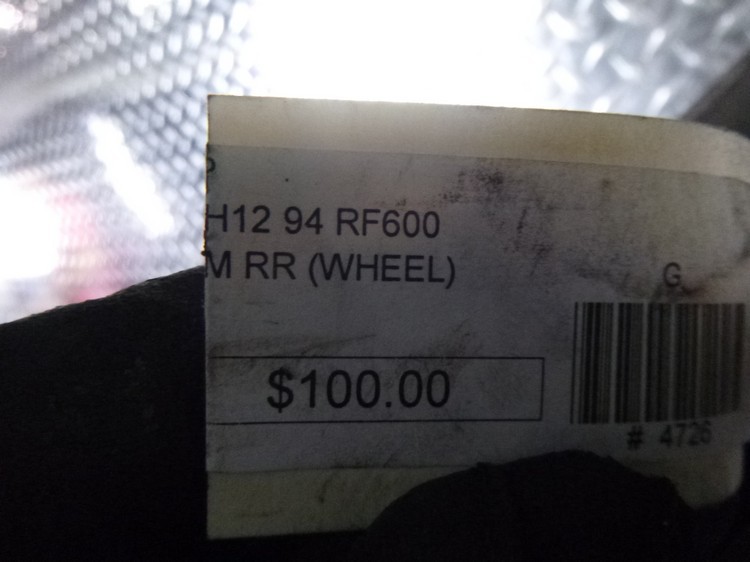 H12 94 RF600
M RR (WHEEL)
G
$100.00
# 4726